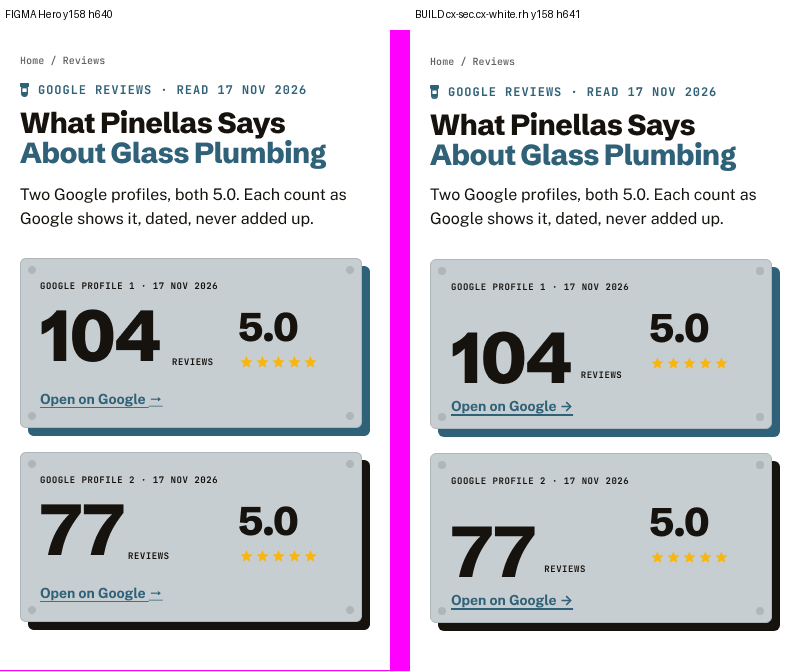 FIGMA Hero y158 h640
Home / Reviews
GOOGLE REVIEWS · READ 17 NOV 2026
What Pinellas Says
About Glass Plumbing
Two Google profiles, both 5.0. Each count as
Google shows it, dated, never added up.
GOOGLE PROFILE 1 · 17 NOV 2026
104 REVIEWS
5.0
Open on Google →
GOOGLE PROFILE 2 · 17 NOV 2026
77 REVIEWS
5.0
Open on Google →
BUILD cx-sec.cx-white.rh y158 h641
Home / Reviews
GOOGLE REVIEWS · READ 17 NOV 2026
What Pinellas Says
About Glass Plumbing
Two Google profiles, both 5.0. Each count as
Google shows it, dated, never added up.
GOOGLE PROFILE 1 · 17 NOV 2026
104 REVIEWS
5.0
Open on Google →
GOOGLE PROFILE 2 · 17 NOV 2026
77 REVIEWS
5.0
Open on Google →